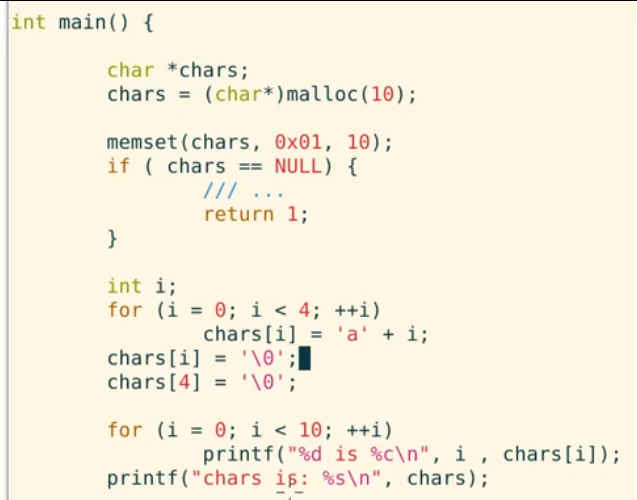 int main() {
char *chars;
chars = (char*)malloc(10);
memset(chars, 0x01, 10);
if ( chars == NULL) {
/// ...
return 1;
}
int i;
for (i = 0; i < 4; ++i)
chars[i] = 'a' + i;
chars[i] = '\0';
chars[4] = '\0';
for (i = 0; i < 10; ++i)
printf("%d is %c\n", i , chars[i]);
printf("chars is: %s\n", chars);